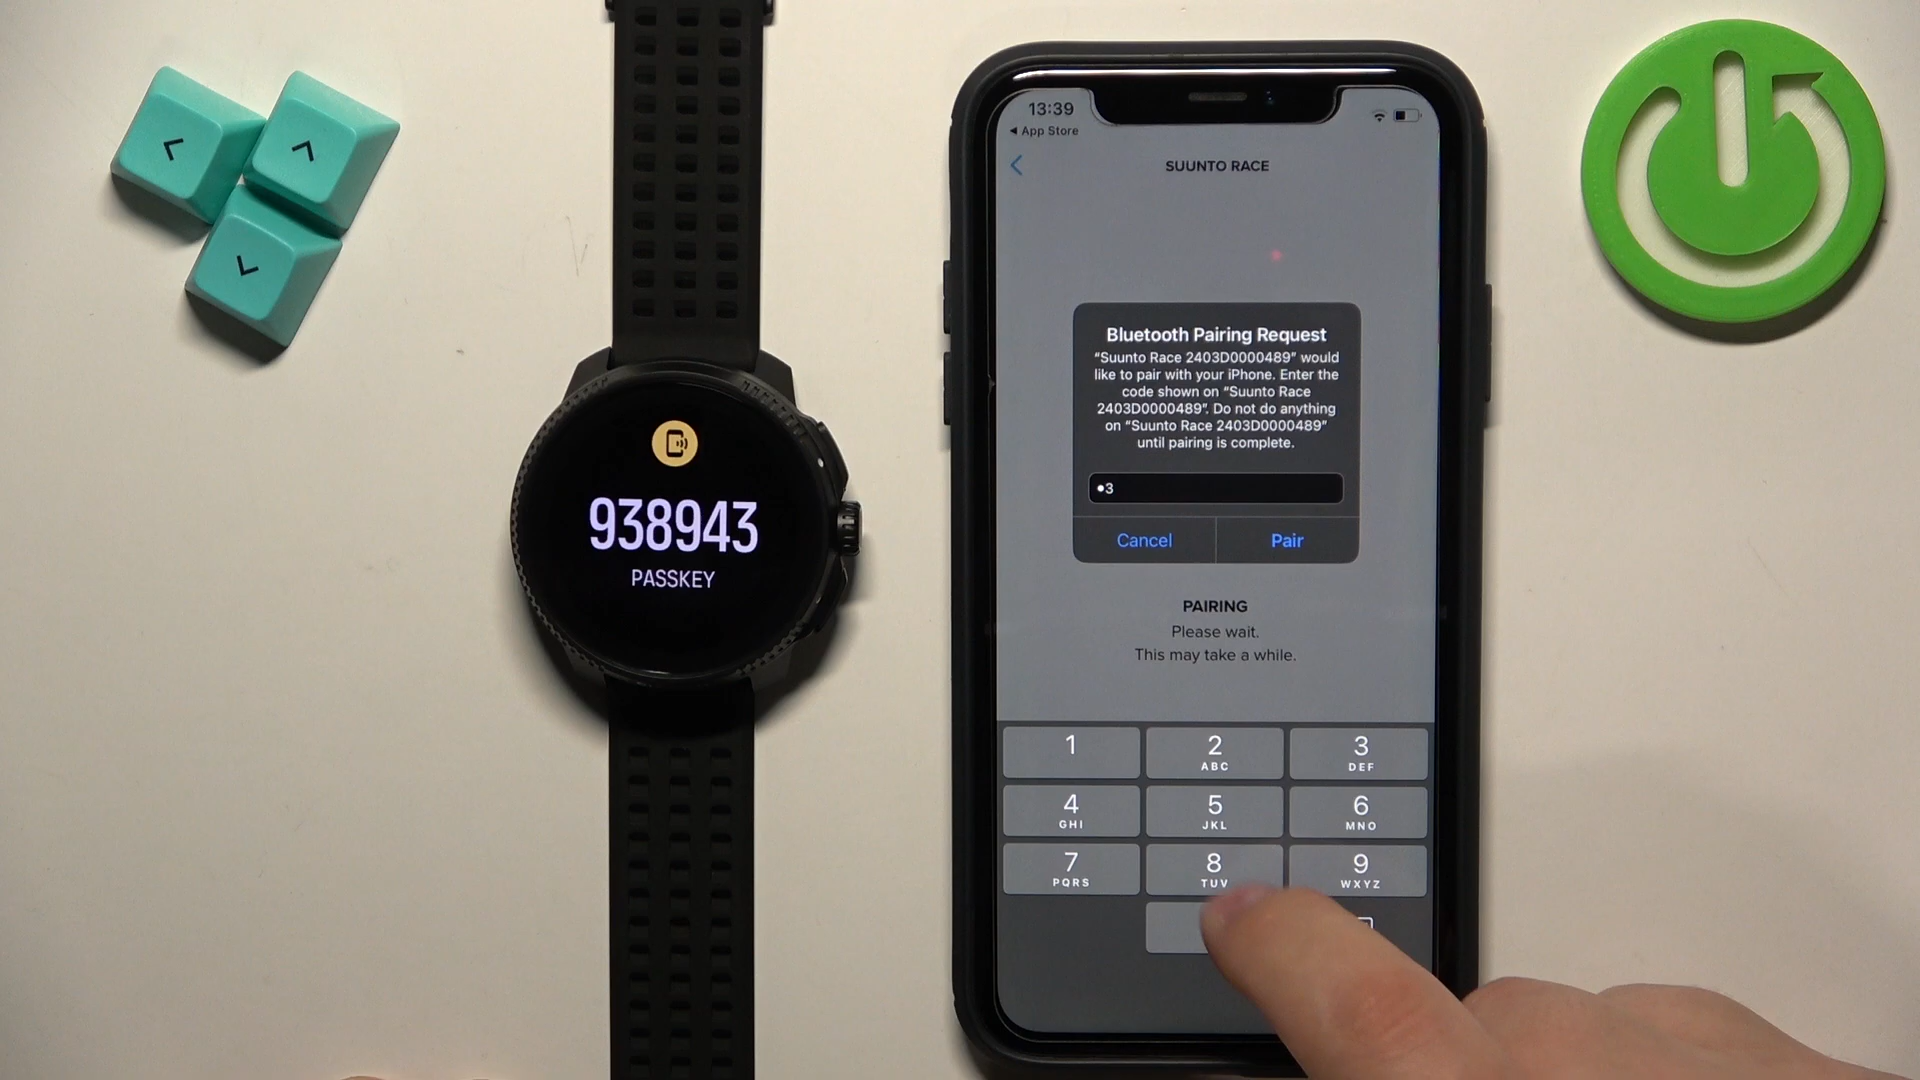 938943
PASSKEY
13:39
App Store
SUUNTO RACE
Bluetooth Pairing Request
“Suunto Race 2403D0000489” would
like to pair with your iPhone. Enter the
code shown on “Suunto Race
2403D0000489”. Do not do anything
on “Suunto Race 2403D0000489”
until pairing is complete.
•3
Cancel
Pair
PAIRING
Please wait.
This may take a while.
1
2
ABC
3
DEF
4
GHI
5
JKL
6
MNO
7
PQRS
8
TUV
9
WXYZ